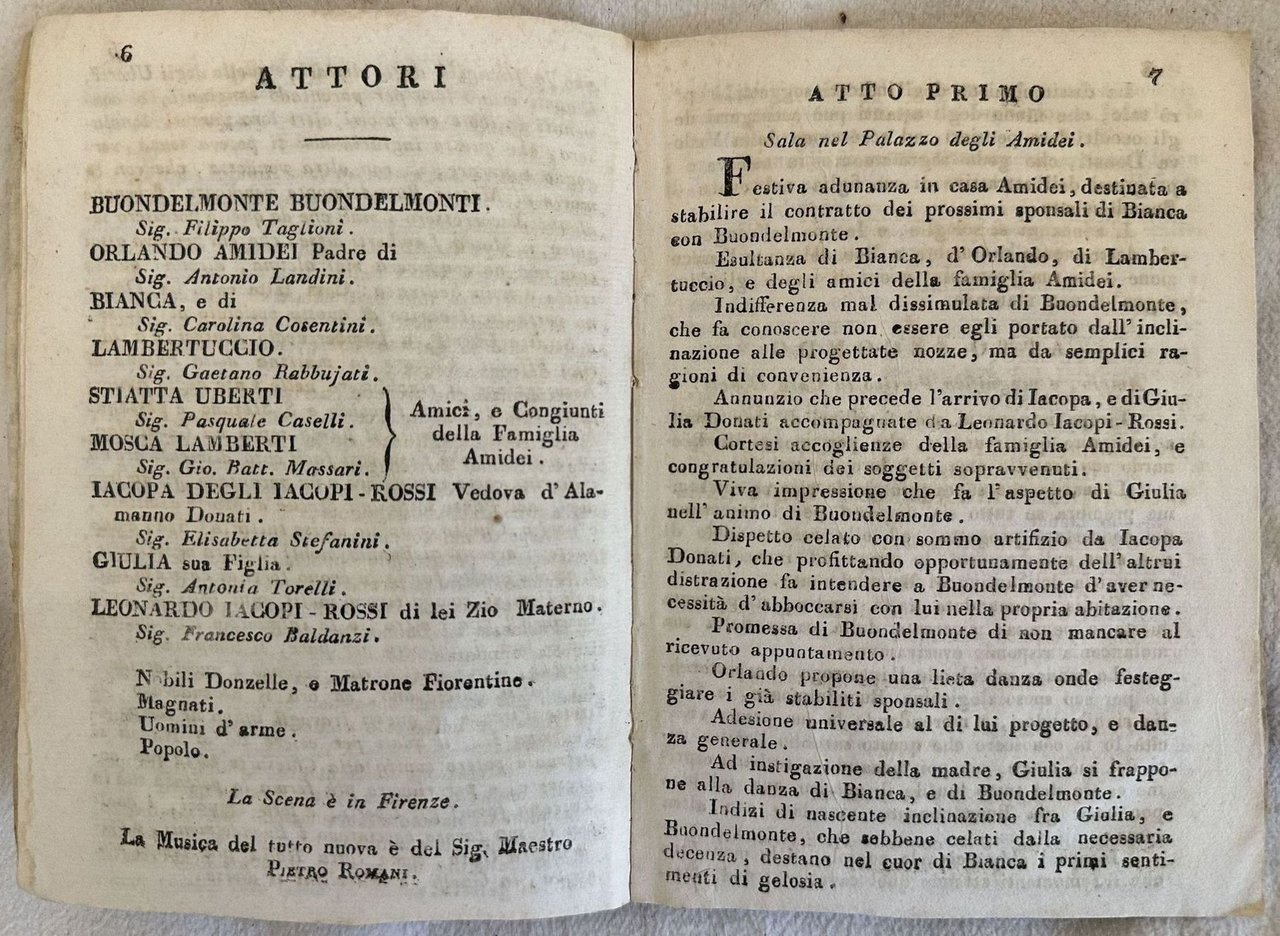 6
ATTORI
BUONDELMONTE BUONDELMONTI.
Sig. Filippo Taglioni.
ORLANDO AMIDEI Padre di
Sig. Antonio Landini.
BIANCA, e di
Sig. Carolina Cosentini.
LAMBERTUCCIO.
Sig. Gaetano Rabbujati.
STIATTA UBERTI
Sig. Pasquale Caselli.
MOSCA LAMBERTI
Sig. Gio. Batt. Massari.
Amici, e Congiunti
della Famiglia
Amidei.
IACOPA DEGLI IACOPI-ROSSI Vedova d'Ala-
manno Donati.
Sig. Elisabetta Stefanini.
GIULIA sua Figlia.
Sig. Antonia Torelli.
LEONARDO IACOPI-ROSSI di lei Zio Materno.
Sig. Francesco Baldanzi.
Nobili Donzelle, e Matrone Fiorentine.
Magnati.
Uomini d'arme.
Popolo.
La Scena è in Firenze.
La Musica del tutto nuova è del Sig. Maestro
PIETRO ROMANI.
7
ATTO PRIMO
Sala nel Palazzo degli Amidei.
Festiva adunanza in casa Amidei, destinata a
stabilire il contratto dei prossimi sponsali di Bianca
con Buondelmonte.
Esultanza di Bianca, d'Orlando, di Lamber-
tuccio, e degli amici della famiglia Amidei.
Indifferenza mal dissimulata di Buondelmonte,
che fa conoscere non essere egli portato dall'incli-
nazione alle progettate nozze, ma da semplici ra-
gioni di convenienza.
Annunzio che precede l'arrivo di Iacopa, e di Giu-
lia Donati accompagnate da Leonardo Iacopi-Rossi.
Cortesi accoglienze della famiglia Amidei, e
congratulazioni dei soggetti sopravvenuti.
Viva impressione che fa l'aspetto di Giulia
nell'animo di Buondelmonte.
Dispetto celato con sommo artifizio da Iacopa
Donati, che profittando opportunamente dell'altrui
distrazione fa intendere a Buondelmonte d'aver ne-
cessità d'abboccarsi con lui nella propria abitazione.
Promessa di Buondelmonte di non mancare al
ricevuto appuntamento.
Orlando propone una lieta danza onde festeg-
giare i già stabiliti sponsali.
Adesione universale al di lui progetto, e dan-
za generale.
Ad instigazione della madre, Giulia si frappo-
ne alla danza di Bianca, e di Buondelmonte.
Indizi di nascente inclinazione fra Giulia, e
Buondelmonte, che sebbene celati dalla necessaria
decenza, destano nel cuor di Bianca i primi senti-
menti di gelosia.